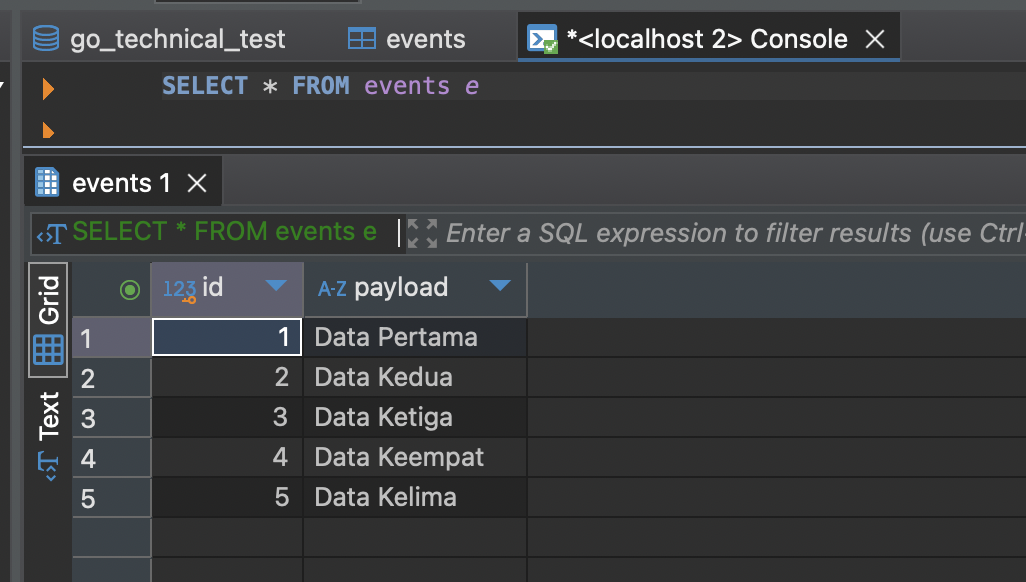 go_technical_test events *<localhost 2> Console
SELECT * FROM events e
events 1
SELECT * FROM events e Enter a SQL expression to filter results (use Ctrl
Grid
Text
123 id A-Z payload
1 1 Data Pertama
2 2 Data Kedua
3 3 Data Ketiga
4 4 Data Keempat
5 5 Data Kelima